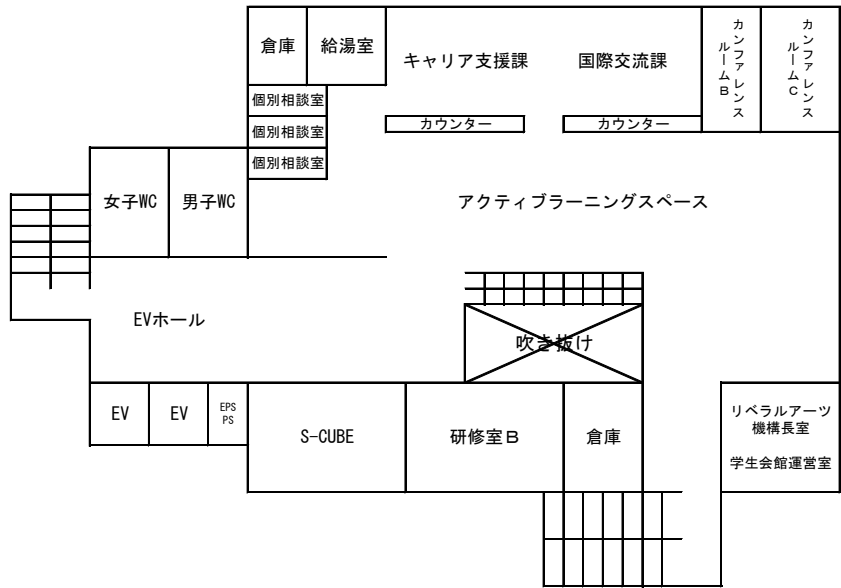 倉庫
給湯室
キャリア支援課
国際交流課
カンファレンス
ルームB
カンファレンス
ルームC
個別相談室
個別相談室
個別相談室
カウンター
カウンター
女子WC
男子WC
アクティブラーニングスペース
EVホール
吹き抜け
EV
EV
EPS
PS
S-CUBE
研修室B
倉庫
リベラルアーツ
機構長室
学生会館運営室